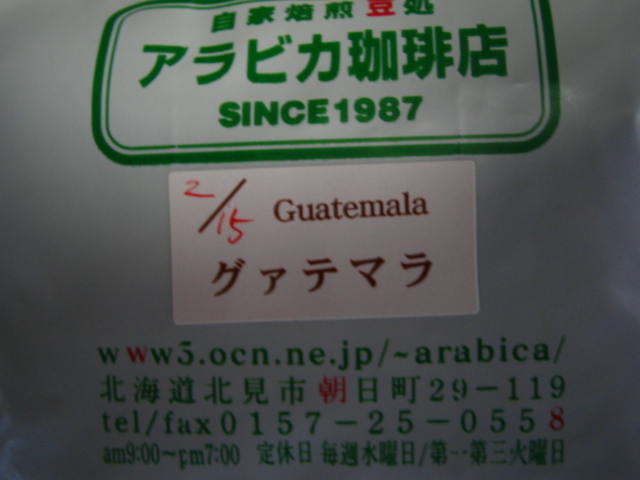 自家焙煎豆処
アラビカ珈琲店
SINCE1987
2/15 Guatemala
グァテマラ
www5.ocn.ne.jp/~arabica/
北海道北見市朝日町29-119
tel/fax0157-25-0558
am9:00~pm7:00 定休日 毎週水曜日/第一第三火曜日